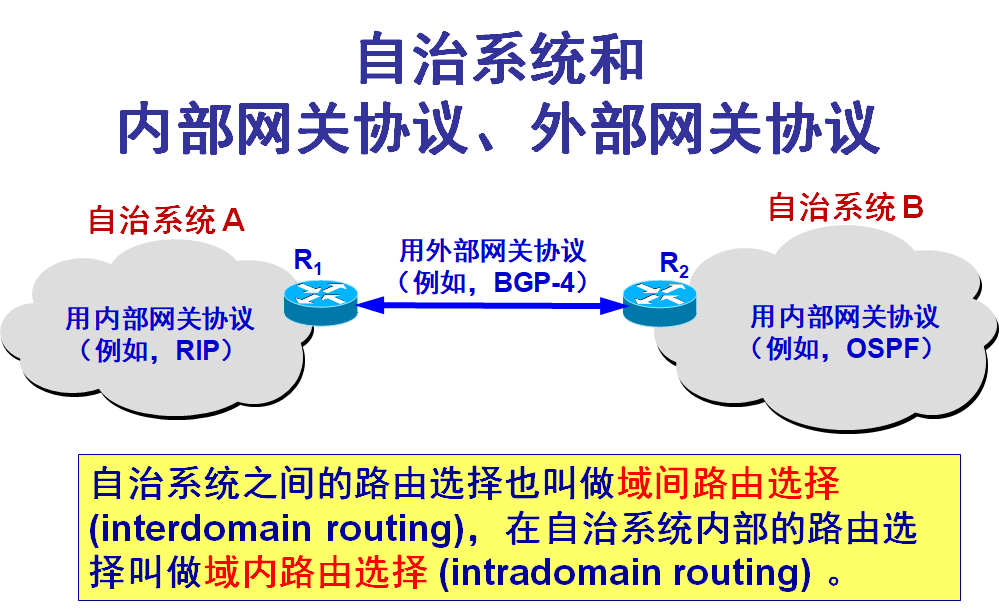 自治系统和
内部网关协议、外部网关协议
自治系统 A
自治系统 B
R1
用外部网关协议
（例如，BGP-4）
R2
用内部网关协议
（例如，RIP）
用内部网关协议
（例如，OSPF）
自治系统之间的路由选择也叫做域间路由选择
(interdomain routing)，在自治系统内部的路由选
择叫做域内路由选择 (intradomain routing) 。